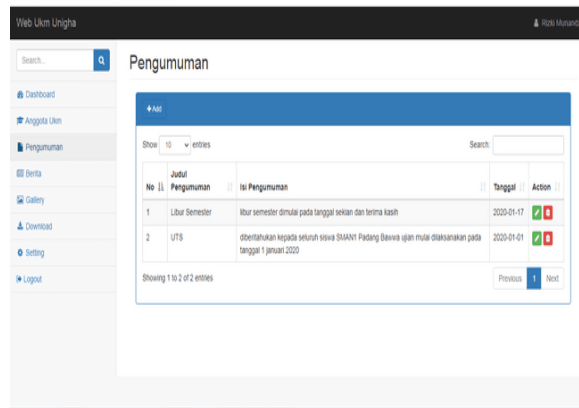 Web Ukm Unigha
Rizki Munanda
Search...
Pengumuman
Dashboard
Anggota Ukm
Pengumuman
Berita
Gallery
Download
Setting
Logout
+Add
Show 10 entries
Search:
No Judul Pengumuman Isi Pengumuman Tanggal Action
1 Libur Semester libur semester dimulai pada tanggal sekian dan terima kasih 2020-01-17
2 UTS diberitahukan kepada seluruh siswa SMAN1 Padang Bawwa ujian mulai dilaksanakan pada 2020-01-01
tanggal 1 januari 2020
Showing 1 to 2 of 2 entries
Previous 1 Next